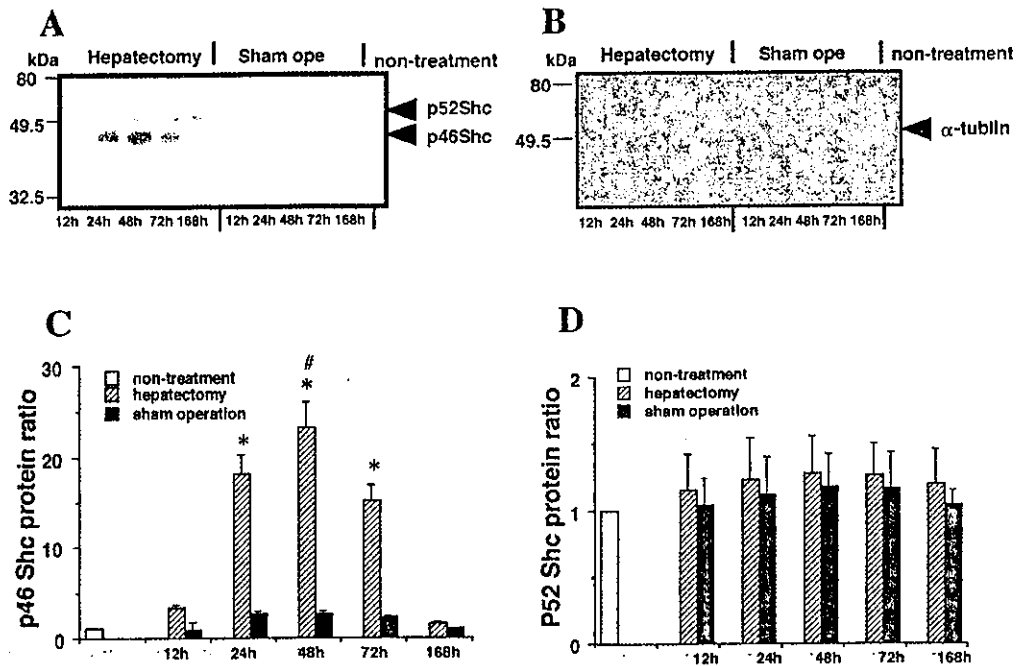 A
Hepatectomy Sham ope non-treatment
kDa
80
49.5
32.5
p52Shc
p46Shc
12h 24h 48h 72h 168h 12h 24h 48h 72h 168h
B
Hepatectomy Sham ope non-treatment
kDa
80
49.5
α-tublin
12h 24h 48h 72h 168h 12h 24h 48h 72h 168h
C
p46 Shc protein ratio
30
20
10
0
non-treatment
hepatectomy
sham operation
*
#
*
*
12h 24h 48h 72h 168h
D
P52 Shc protein ratio
2
1
0
non-treatment
hepatectomy
sham operation
12h 24h 48h 72h 168h